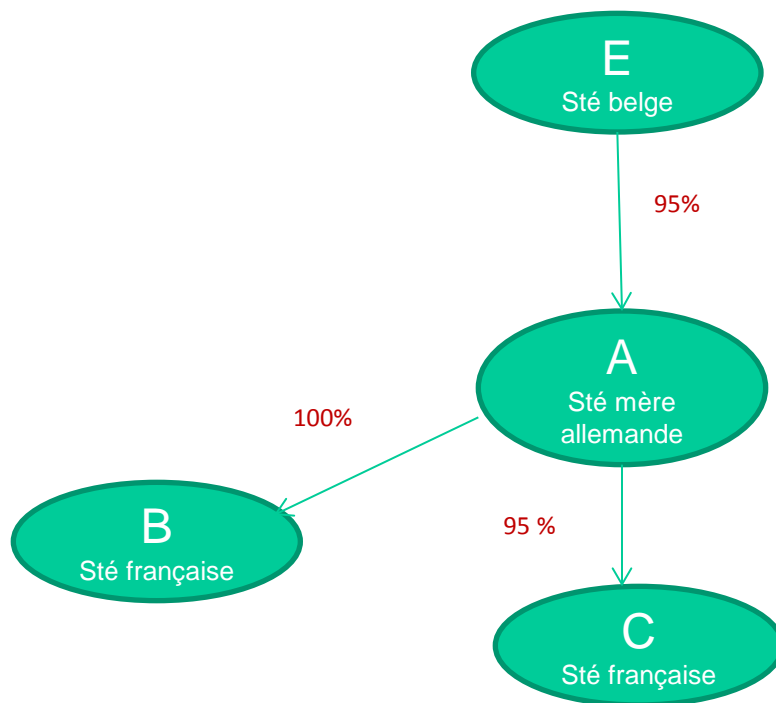 E
Sté belge
95%
A
Sté mère
allemande
100%
B
Sté française
95 %
C
Sté française